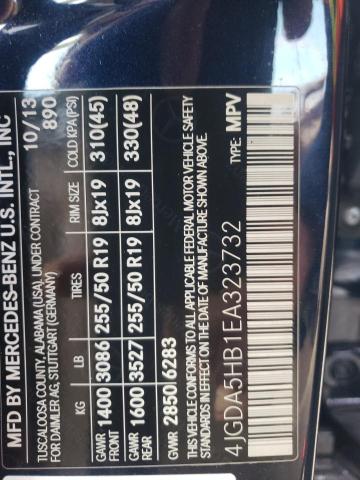 MFD BY MERCEDES-BENZ U.S. INTL., INC
TUSCALOOSA COUNTY, ALABAMA (USA), UNDER CONTRACT 10/13
FOR DAIMLER AG, STUTTGART (GERMANY) 890
KG LB TIRES RIM SIZE COLD KPA(PSI)
GAWR FRONT 1400 3086 255/50 R19 8Jx19 310(45)
GAWR REAR 1600 3527 255/50 R19 8Jx19 330(48)
GVWR 2850 6283
THIS VEHICLE CONFORMS TO ALL APPLICABLE FEDERAL MOTOR VEHICLE SAFETY
STANDARDS IN EFFECT ON THE DATE OF MANUFACTURE SHOWN ABOVE.
4JGDA5HB1EA323732 TYPE: MPV